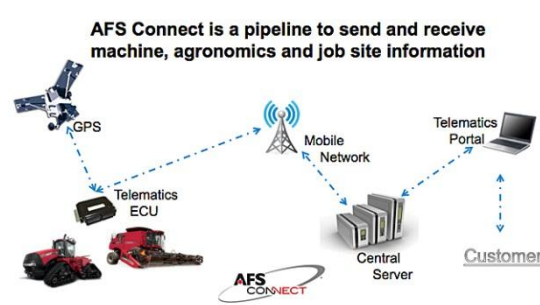 AFS Connect is a pipeline to send and receive
machine, agronomics and job site information
GPS
Mobile
Network
Telematics
Portal
Telematics
ECU
Central
Server
Customer
AFS
CONNECT